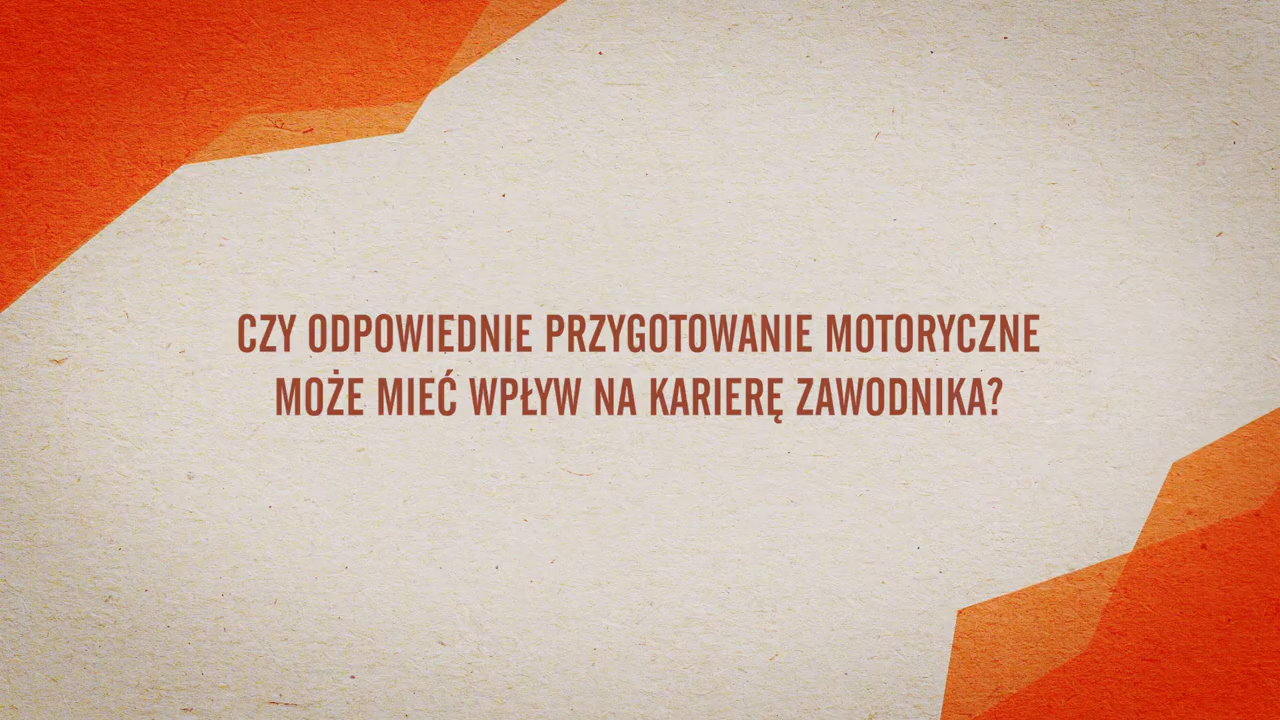 CZY ODPOWIEDNIE PRZYGOTOWANIE MOTORYCZNE
MOŻE MIEĆ WPŁYW NA KARIERĘ ZAWODNIKA?